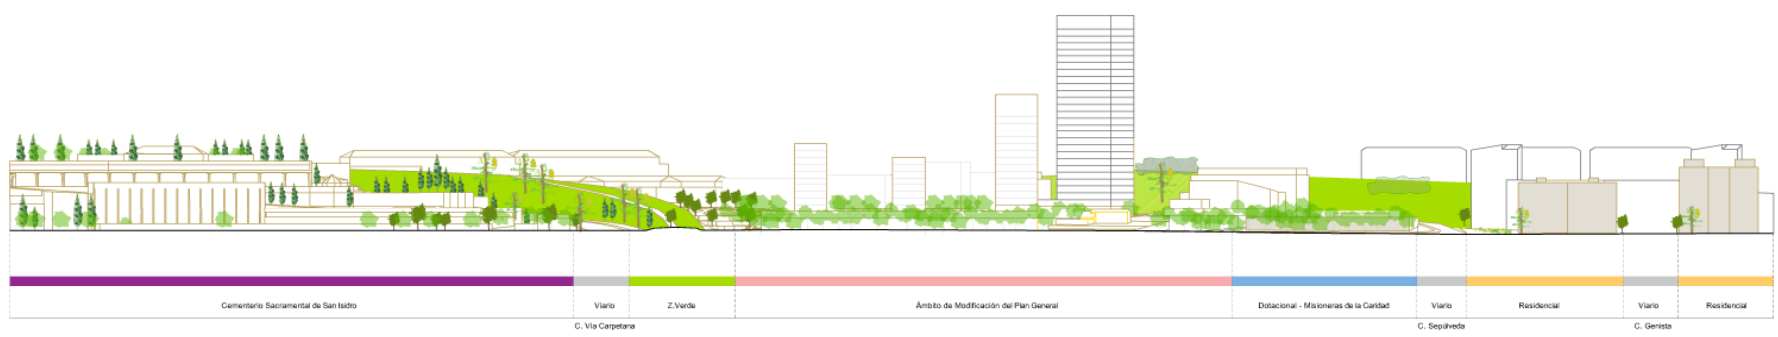 Cementerio Sacramental de San Isidro
Viario
Z.Verde
Ámbito de Modificación del Plan General
Dotacional - Misioneras de la Caridad
Viario
Residencial
Viario
Residencial
C. Vía Carpetana
C. Sepúlveda
C. Genista